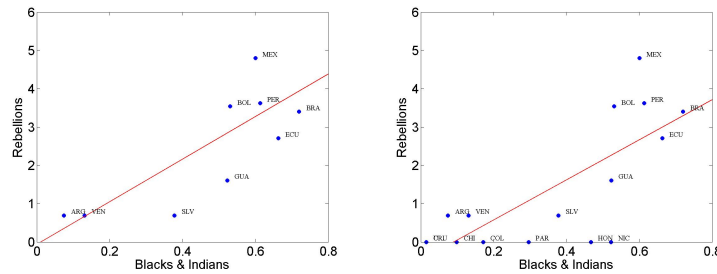 6
5
4
3
2
1
0
Rebellions
MEX
BOL
PER
BRA
ECU
GUA
ARG
VEN
SLV
0
0.2
0.4
0.6
0.8
Blacks & Indians
6
5
4
3
2
1
0
Rebellions
MEX
BOL
PER
BRA
ECU
GUA
ARG
VEN
SLV
CHI
COL
PAR
HON
NIC
0
0.2
0.4
0.6
0.8
Blacks & Indians